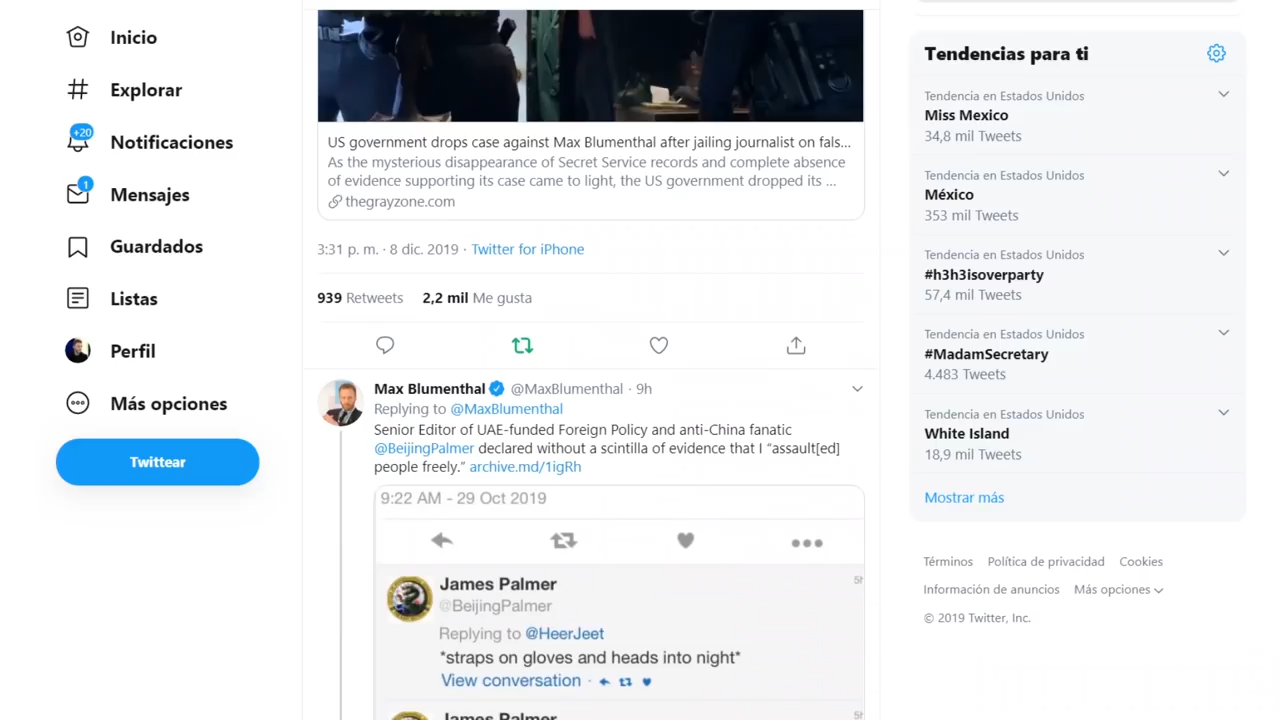 Inicio
Explorar
+20
Notificaciones
1
Mensajes
Guardados
Listas
Perfil
Más opciones
Twittear
US government drops case against Max Blumenthal after jailing journalist on fals...
As the mysterious disappearance of Secret Service records and complete absence
of evidence supporting its case came to light, the US government dropped its ...
thegrayzone.com
3:31 p. m. · 8 dic. 2019 · Twitter for iPhone
939 Retweets 2,2 mil Me gusta
Max Blumenthal @MaxBlumenthal · 9h
Replying to @MaxBlumenthal
Senior Editor of UAE-funded Foreign Policy and anti-China fanatic
@BeijingPalmer declared without a scintilla of evidence that I “assault[ed]
people freely.” archive.md/1igRh
9:22 AM - 29 Oct 2019
James Palmer 5h
@BeijingPalmer
Replying to @HeerJeet
*straps on gloves and heads into night*
View conversation ·
James Palmer 5h
Tendencias para ti
Tendencia en Estados Unidos
Miss Mexico
34,8 mil Tweets
Tendencia en Estados Unidos
México
353 mil Tweets
Tendencia en Estados Unidos
#h3h3isoverparty
57,4 mil Tweets
Tendencia en Estados Unidos
#MadamSecretary
4.483 Tweets
Tendencia en Estados Unidos
White Island
18,9 mil Tweets
Mostrar más
Términos Política de privacidad Cookies
Información de anuncios Más opciones
© 2019 Twitter, Inc.